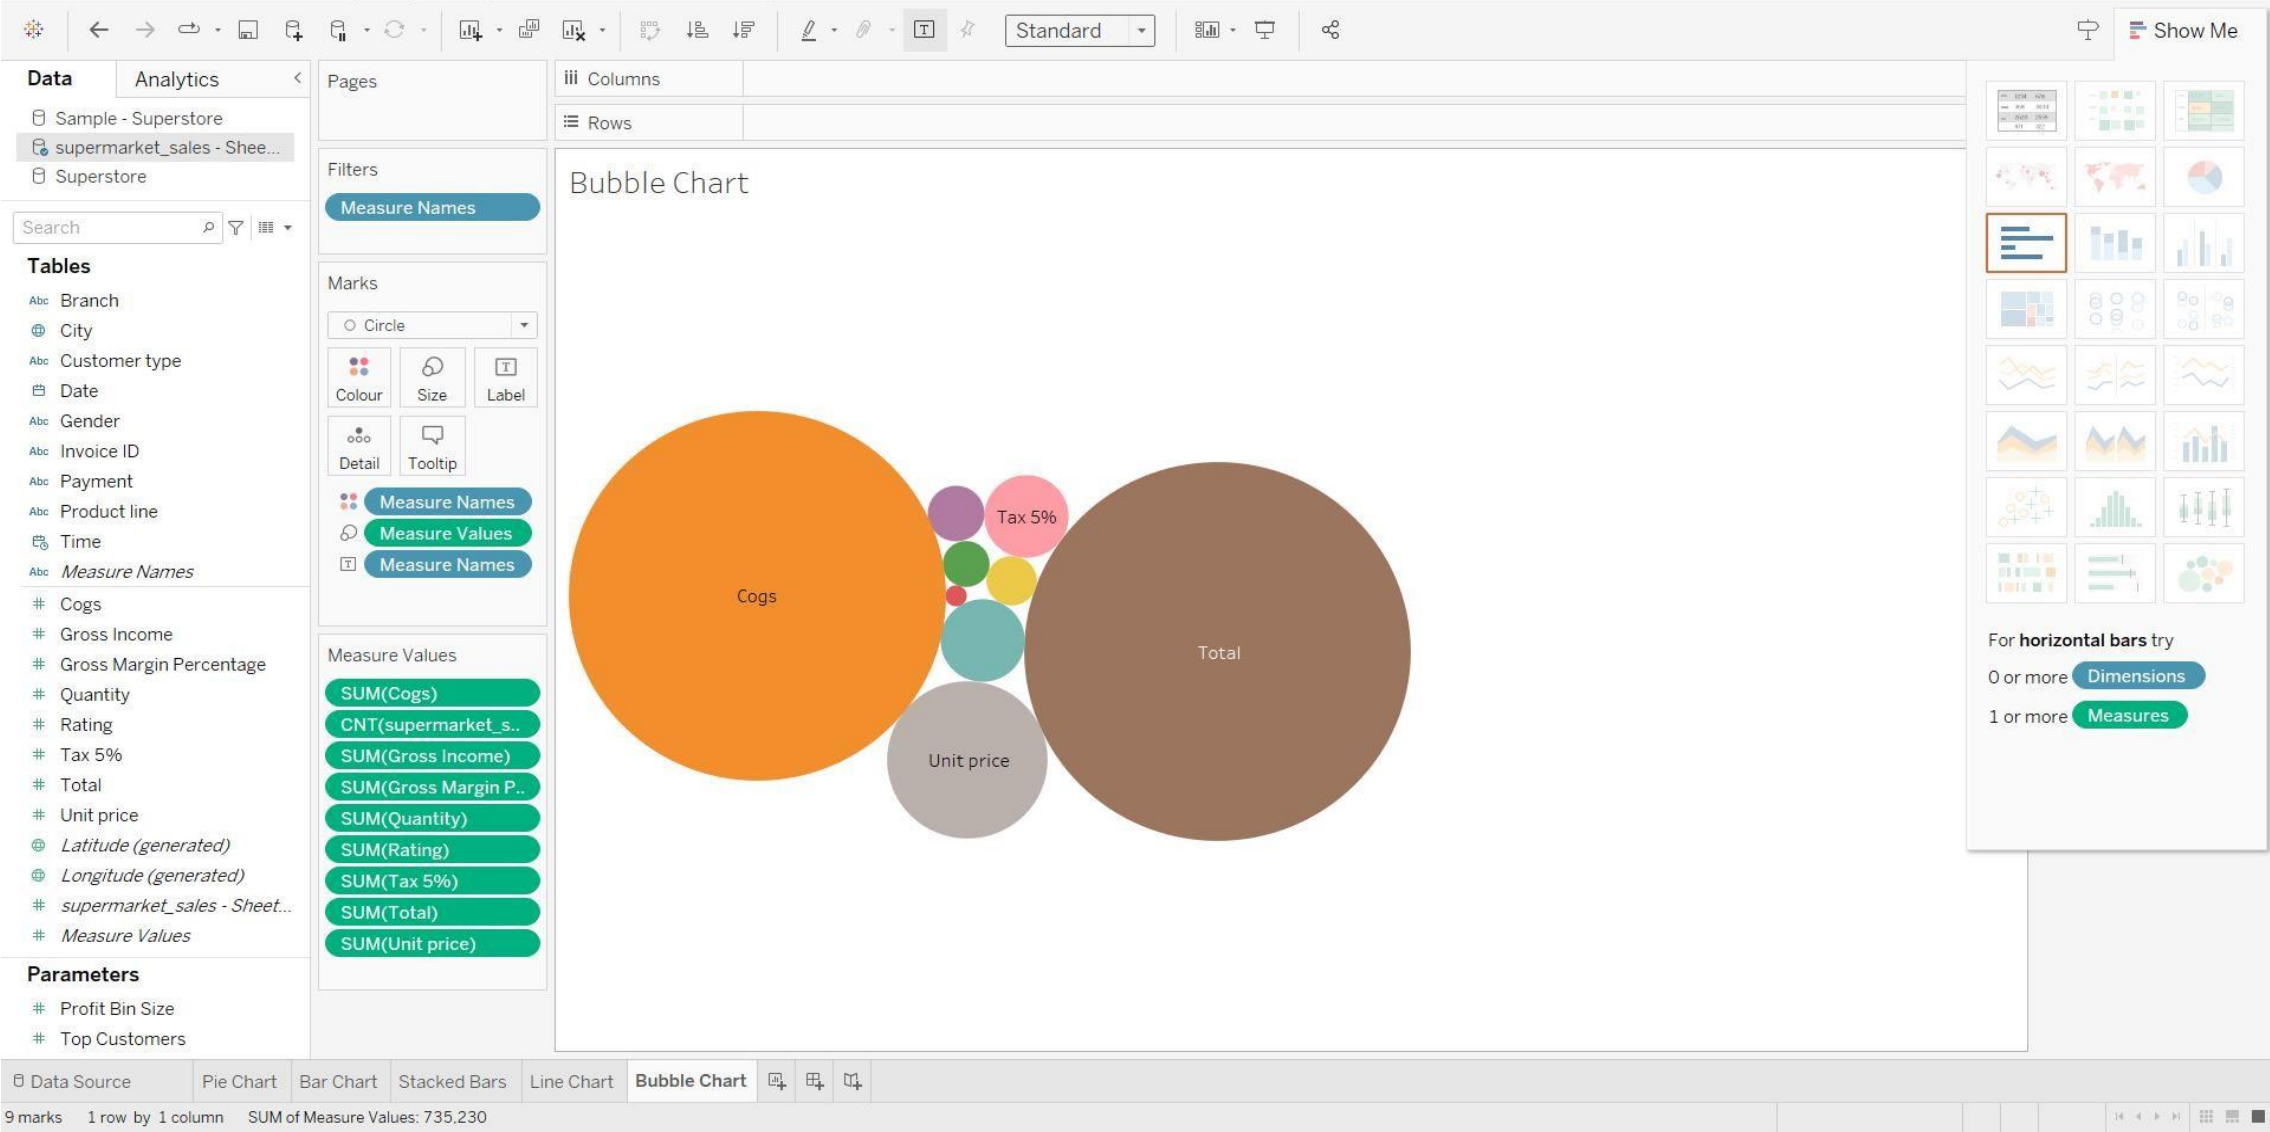 Standard
Show Me
Data
Analytics
Sample - Superstore
supermarket_sales - Shee...
Superstore
Search
Tables
Abc Branch
City
Abc Customer type
Date
Abc Gender
Abc Invoice ID
Abc Payment
Abc Product line
Time
Abc Measure Names
# Cogs
# Gross Income
# Gross Margin Percentage
# Quantity
# Rating
# Tax 5%
# Total
# Unit price
Latitude (generated)
Longitude (generated)
# supermarket_sales - Sheet...
# Measure Values
Parameters
# Profit Bin Size
# Top Customers
Pages
Filters
Measure Names
Marks
Circle
Colour
Size
T
Label
Detail
Tooltip
Measure Names
Measure Values
T Measure Names
Measure Values
SUM(Cogs)
CNT(supermarket_s..
SUM(Gross Income)
SUM(Gross Margin P..
SUM(Quantity)
SUM(Rating)
SUM(Tax 5%)
SUM(Total)
SUM(Unit price)
Columns
Rows
Bubble Chart
Tax 5%
Cogs
Total
Unit price
For horizontal bars try
0 or more Dimensions
1 or more Measures
Data Source
Pie Chart
Bar Chart
Stacked Bars
Line Chart
Bubble Chart
9 marks
1 row by 1 column
SUM of Measure Values: 735,230